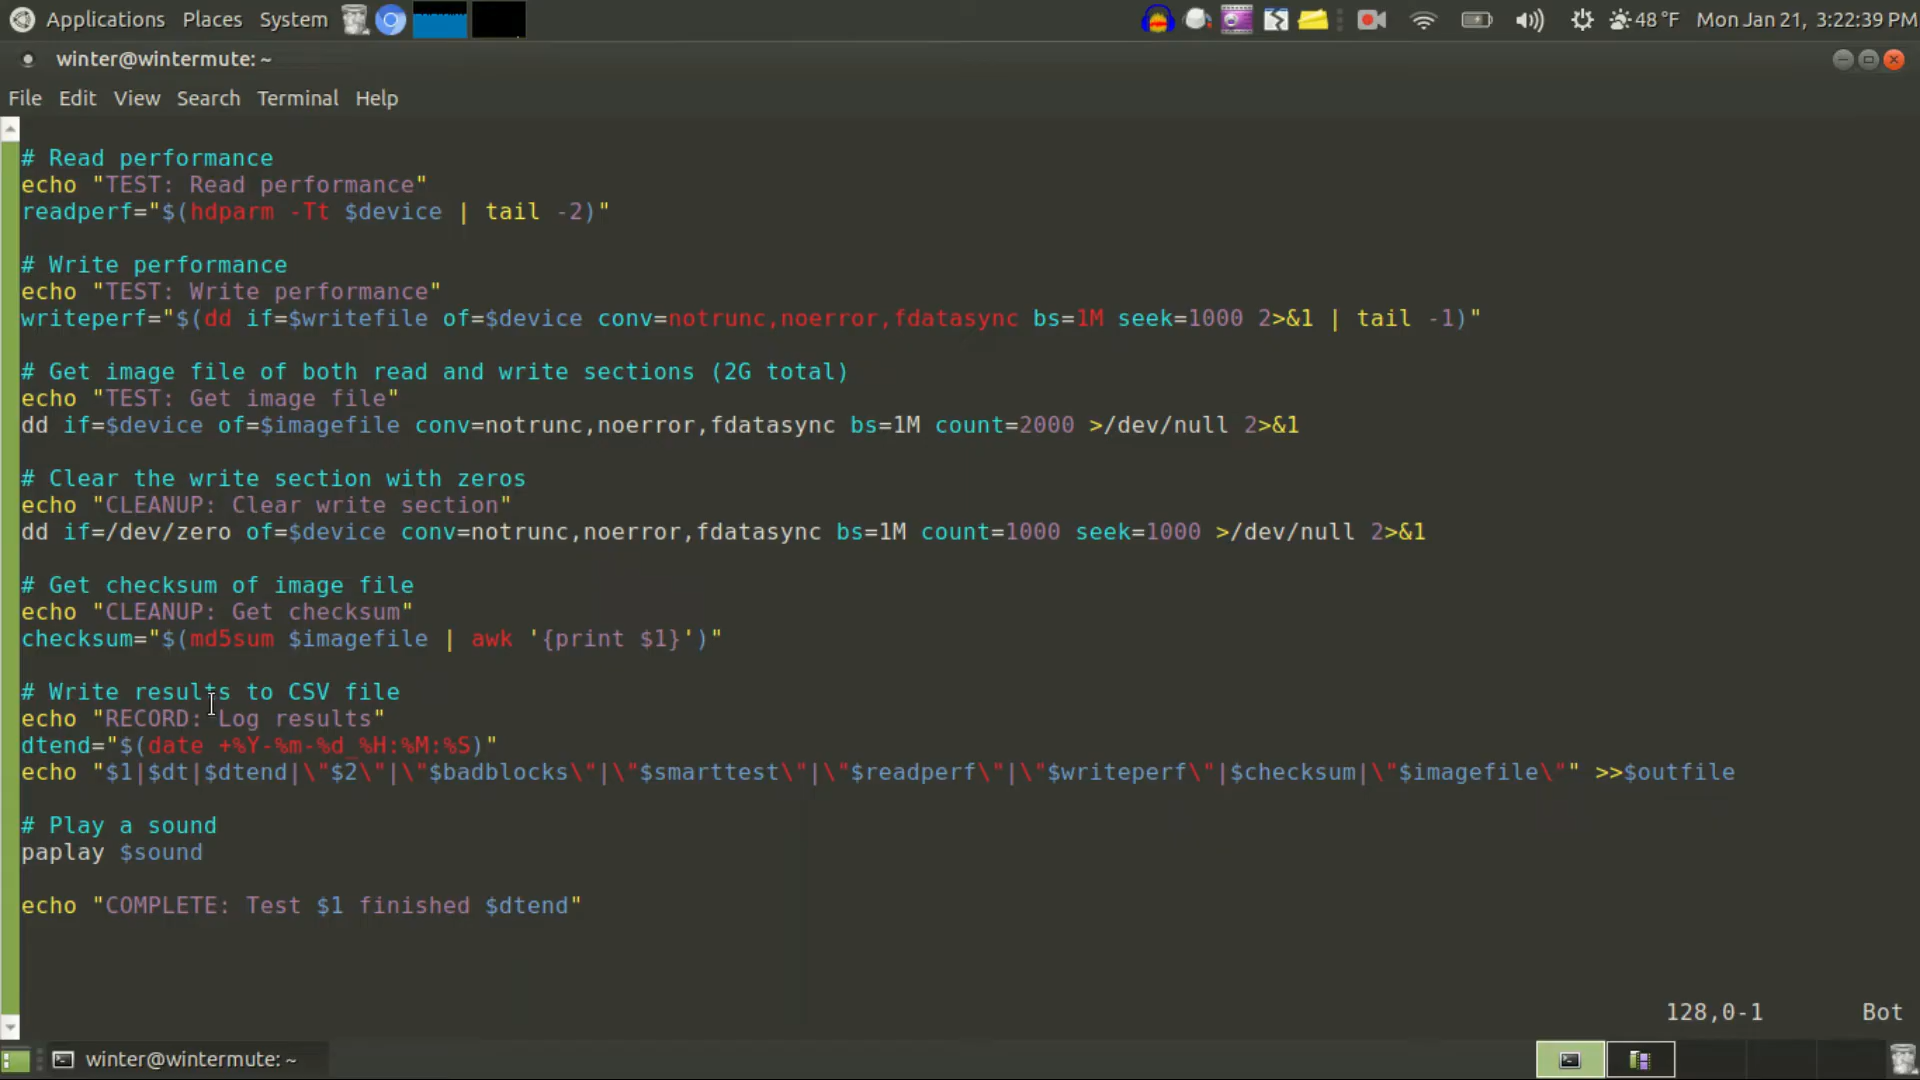 Applications Places System 48 °F Mon Jan 21, 3:22:39 PM
winter@wintermute: ~
File Edit View Search Terminal Help
# Read performance
echo "TEST: Read performance"
readperf="$(hdparm -Tt $device | tail -2)"
# Write performance
echo "TEST: Write performance"
writeperf="$(dd if=$writefile of=$device conv=notrunc,noerror,fdatasync bs=1M seek=1000 2>&1 | tail -1)"
# Get image file of both read and write sections (2G total)
echo "TEST: Get image file"
dd if=$device of=$imagefile conv=notrunc,noerror,fdatasync bs=1M count=2000 >/dev/null 2>&1
# Clear the write section with zeros
echo "CLEANUP: Clear write section"
dd if=/dev/zero of=$device conv=notrunc,noerror,fdatasync bs=1M count=1000 seek=1000 >/dev/null 2>&1
# Get checksum of image file
echo "CLEANUP: Get checksum"
checksum="$(md5sum $imagefile | awk '{print $1}')"
# Write results to CSV file
echo "RECORD: Log results"
dtend="$(date +%Y-%m-%d_%H:%M:%S)"
echo "$1|$dt|$dtend|\"$2\"|\"$badblocks\"|\"$smarttest\"|\"$readperf\"|\"$writeperf\"|$checksum|\"$imagefile\"" >>$outfile
# Play a sound
paplay $sound
echo "COMPLETE: Test $1 finished $dtend"
128,0-1 Bot
winter@wintermute: ~